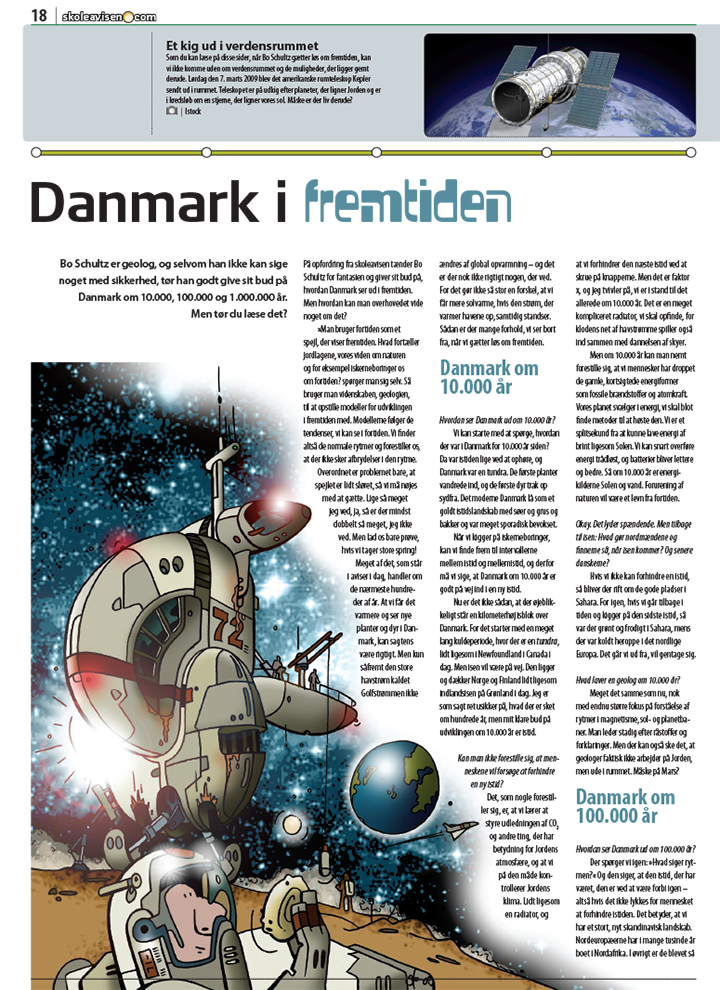 18
skoleavisen.com
Et kig ud i verdensrummet
Som du kan læse på disse sider, når Bo Schultz gætter løs om fremtiden, kan
vi ikke komme uden om verdensrummet og de muligheder, der ligger gemt
derude. Lørdag den 7. marts 2009 blev det amerikanske rumteleskop Kepler
sendt ud i rummet. Teleskopet er på udkig efter planeter, der ligner Jorden og er
i kredsløb om en stjerne, der ligner vores sol. Måske er der liv derude?
| Istock
Danmark i fremtiden
Bo Schultz er geolog, og selvom han ikke kan sige
noget med sikkerhed, tør han godt give sit bud på
Danmark om 10.000, 100.000 og 1.000.000 år.
Men tør du læse det?
På opfordring fra skoleavisen tænder Bo
Schultz for fantasien og giver sit bud på,
hvordan Danmark ser ud i fremtiden.
Men hvordan kan man overhovedet vide
noget om det?
»Man bruger fortiden som et
spejl, der viser fremtiden. Hvad fortæller
jordlagene, vores viden om naturen
og for eksempel iskerneboringer os
om fortiden? spørger man sig selv. Så
bruger man videnskaben, geologien,
til at opstille modeller for udviklingen
i fremtiden med. Modellerne følger de
tendenser, vi kan se i fortiden. Vi finder
altså de normale rytmer og forestiller os,
at der ikke sker afbrydelser i den rytme.
Overordnet er problemet bare, at
spejlet er lidt sløret, så vi må nøjes
med at gætte. Lige så meget
jeg ved, ja, så er der mindst
dobbelt så meget, jeg ikke
ved. Men lad os bare prøve,
hvis vi tager store spring!
Meget af det, som står
i aviser i dag, handler om
de nærmeste hundre-
der af år. At vi får det
varmere og ser nye
planter og dyr i Dan-
mark, kan sagtens
være rigtigt. Men kun
såfremt den store
havstrøm kaldet
Golfstrømmen ikke
ændres af global opvarmning – og det
er der nok ikke rigtigt nogen, der ved.
For det gør ikke så stor en forskel, at vi
får mere solvarme, hvis den strøm, der
varmer havene op, samtidig standser.
Sådan er der mange forhold, vi ser bort
fra, når vi gætter løs om fremtiden.
Danmark om
10.000 år
Hvordan ser Danmark ud om 10.000 år?
Vi kan starte med at spørge, hvordan
der var i Danmark for 10.000 år siden?
Da var istiden lige ved at ophøre, og
Danmark var en tundra. De første planter
vandrede ind, og de første dyr trak op
sydfra. Det moderne Danmark lå som et
goldt istidslandskab med søer og grus og
bakker og var meget sporadisk bevokset.
Når vi kigger på iskerneboringer,
kan vi finde frem til intervallerne
mellem istid og mellemistid, og derfor
må vi sige, at Danmark om 10.000 år er
godt på vej ind i en ny istid.
Nu er det ikke sådan, at der øjeblik-
keligt står en kilometerhøj isblok over
Danmark. For det starter med en meget
lang kuldeperiode, hvor der er en tundra,
lidt ligesom i Newfoundland i Canada i
dag. Men isen vil være på vej. Den ligger
og dækker Norge og Finland lidt ligesom
indlandsisen på Grønland i dag. Jeg er
som sagt ret usikker på, hvad der er sket
om hundrede år, men mit klare bud på
udviklingen om 10.000 år er istid.
Kan man ikke forestille sig, at men-
neskene vil forsøge at forhindre
en ny istid?
Det, som nogle forestil-
ler sig, er, at vi lærer at
styre udledningen af CO₂
og andre ting, der har
betydning for Jordens
atmosfære, og at vi
på den måde kon-
trollerer Jordens
klima. Lidt ligesom
en radiator, og
at vi forhindrer den næste istid ved at
skrue på knapperne. Men det er faktor
x, og jeg tvivler på, vi er i stand til det
allerede om 10.000 år. Det er en meget
kompliceret radiator, vi skal opfinde, for
klodens net af havstrømme spiller også
ind sammen med dannelsen af skyer.
Men om 10.000 år kan man nemt
forestille sig, at vi mennesker har droppet
de gamle, kortsigtede energiformer
som fossile brændstoffer og atomkraft.
Vores planet svælger i energi, vi skal blot
finde metoder til at høste den. Vi er et
splitsekund fra at kunne lave energi af
brint ligesom Solen. Vi kan snart overføre
energi trådløst, og batterier bliver lettere
og bedre. Så om 10.000 år er energi-
kilderne Solen og vand. Forurening af
naturen vil være et levn fra fortiden.
Okay. Det lyder spændende. Men tilbage
til isen: Hvad gør nordmændene og
finnerne så, når isen kommer? Og senere
danskerne?
Hvis vi ikke kan forhindre en istid,
så bliver der rift om de gode pladser i
Sahara. For igen, hvis vi går tilbage i
tiden og kigger på den sidste istid, så
var der grønt og frodigt i Sahara, mens
der var koldt heroppe i det nordlige
Europa. Det går vi ud fra, vil gentage sig.
Hvad laver en geolog om 10.000 år?
Meget det samme som nu, nok
med endnu større fokus på forståelse af
rytmer i magnetisme, sol- og planetba-
ner. Man leder stadig efter råstoffer og
forklaringer. Men der kan også ske det, at
geologer faktisk ikke arbejder på Jorden,
men ude i rummet. Måske på Mars?
Danmark om
100.000 år
Hvordan ser Danmark ud om 100.000 år?
Der spørger vi igen: »Hvad siger ryt-
men?« Og den siger, at den istid, der har
været, den er ved at være forbi igen –
altså hvis det ikke lykkes for mennesket
at forhindre istiden. Det betyder, at vi
har et stort, nyt skandinavisk landskab.
Nordeuropæerne har i mange tusinde år
boet i Nordafrika. I øvrigt er de blevet så
72